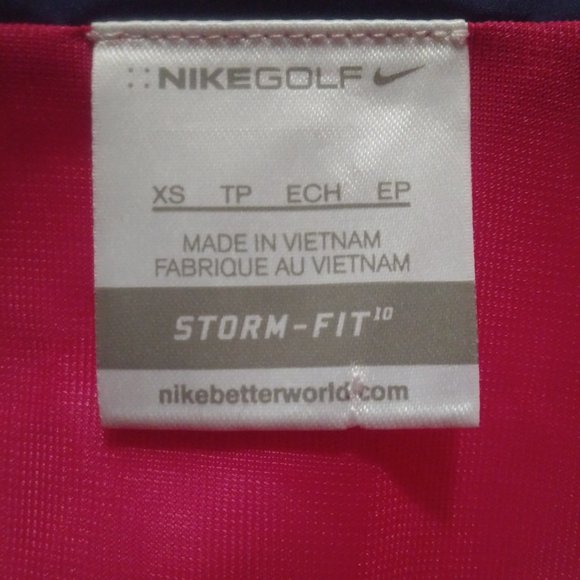 NIKEGOLF
XS TP ECH EP
MADE IN VIETNAM
FABRIQUE AU VIETNAM
STORM-FIT¹⁰
nikebetterworld.com